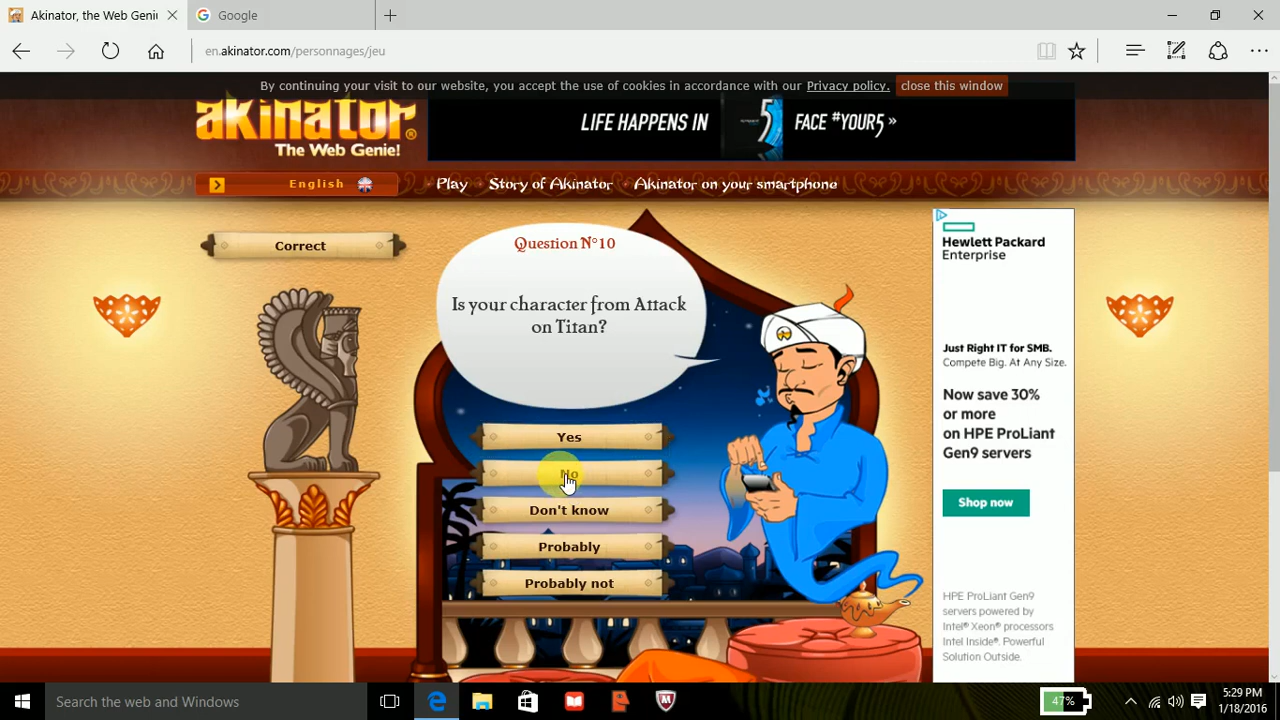 Akinator, the Web Geni
Google
en.akinator.com/personnages/jeu
By continuing your visit to our website, you accept the use of cookies in accordance with our Privacy policy. close this window
akinator®
The Web Genie!
LIFE HAPPENS IN 5 FACE #YOUR5 »
English
Play
Story of Akinator
Akinator on your smartphone
Correct
Question N°10
Is your character from Attack
on Titan?
Yes
No
Don't know
Probably
Probably not
Hewlett Packard
Enterprise
Just Right IT for SMB.
Compete Big. At Any Size.
Now save 30%
or more
on HPE ProLiant
Gen9 servers
Shop now
HPE ProLiant Gen9
servers powered by
Intel® Xeon® processors
Intel Inside®. Powerful
Solution Outside.
Search the web and Windows
47%
5:29 PM
1/18/2016